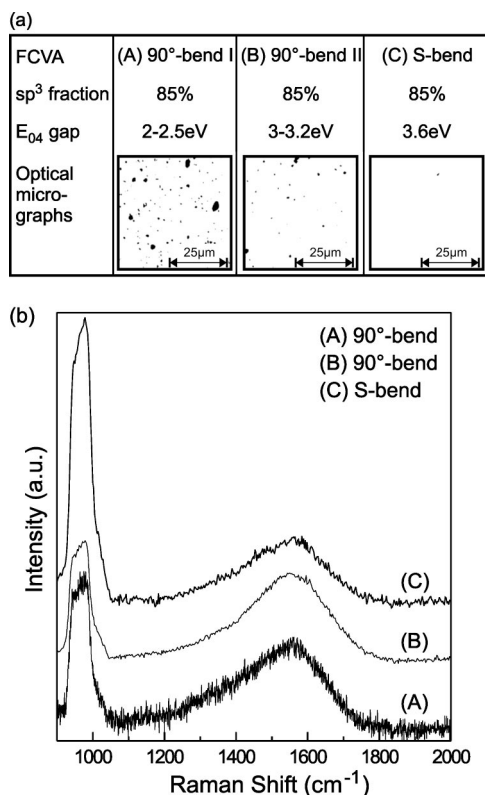 (a)
FCVA (A) 90°-bend I (B) 90°-bend II (C) S-bend
sp³ fraction 85% 85% 85%
E₀₄ gap 2-2.5eV 3-3.2eV 3.6eV
Optical
micro-
graphs
25μm 25μm 25μm
(b)
(A) 90°-bend
(B) 90°-bend
(C) S-bend
Intensity (a.u.)
(C)
(B)
(A)
1000 1200 1400 1600 1800 2000
Raman Shift (cm⁻¹)